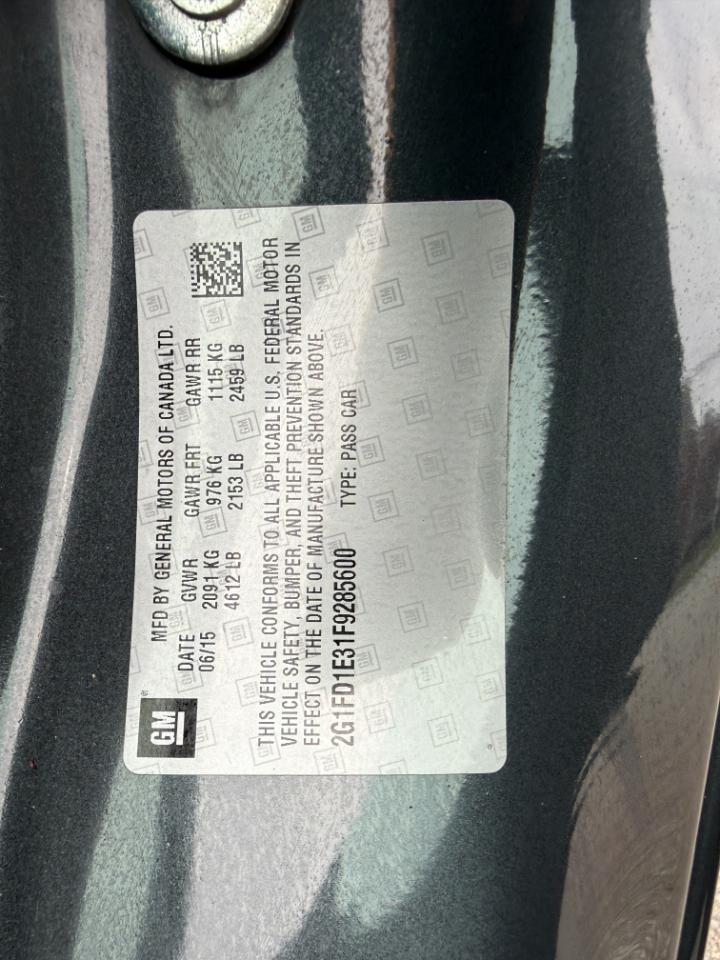 GM
MFD BY GENERAL MOTORS OF CANADA LTD.
DATE GVWR GAWR FRT GAWR RR
06/15 2091 KG 976 KG 1115 KG
4612 LB 2153 LB 2459 LB
THIS VEHICLE CONFORMS TO ALL APPLICABLE U.S. FEDERAL MOTOR
VEHICLE SAFETY, BUMPER, AND THEFT PREVENTION STANDARDS IN
EFFECT ON THE DATE OF MANUFACTURE SHOWN ABOVE.
2G1FD1E31F9285600 TYPE: PASS CAR